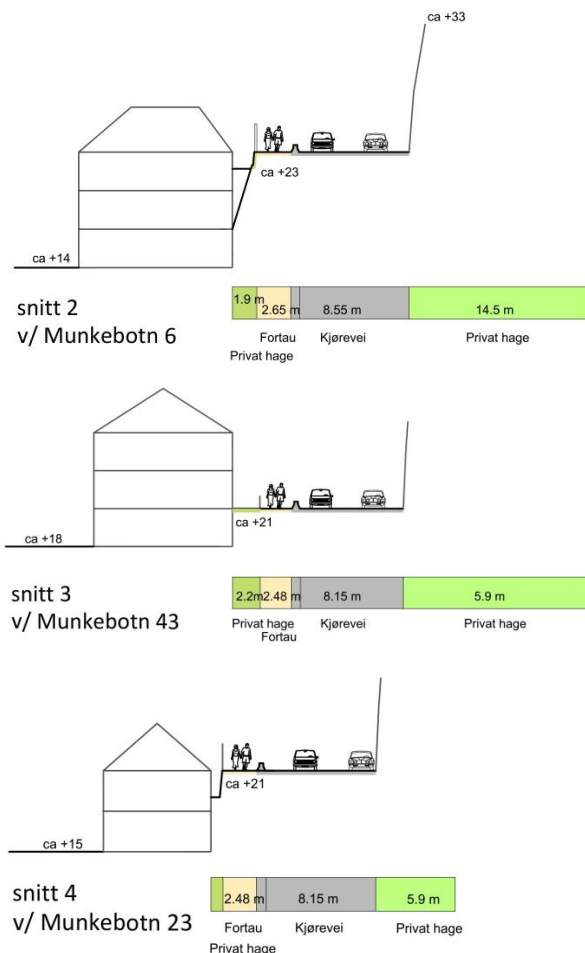 ca +33
ca +23
ca +14
snitt 2
v/ Munkebotn 6
1.9 m
2.65 m
8.55 m
14.5 m
Fortau
Kjørevei
Privat hage
Privat hage
ca +21
ca +18
snitt 3
v/ Munkebotn 43
2.2m
2.48 m
8.15 m
5.9 m
Privat hage
Kjørevei
Privat hage
Fortau
ca +21
ca +15
snitt 4
v/ Munkebotn 23
2.48 m
8.15 m
5.9 m
Fortau
Kjørevei
Privat hage
Privat hage